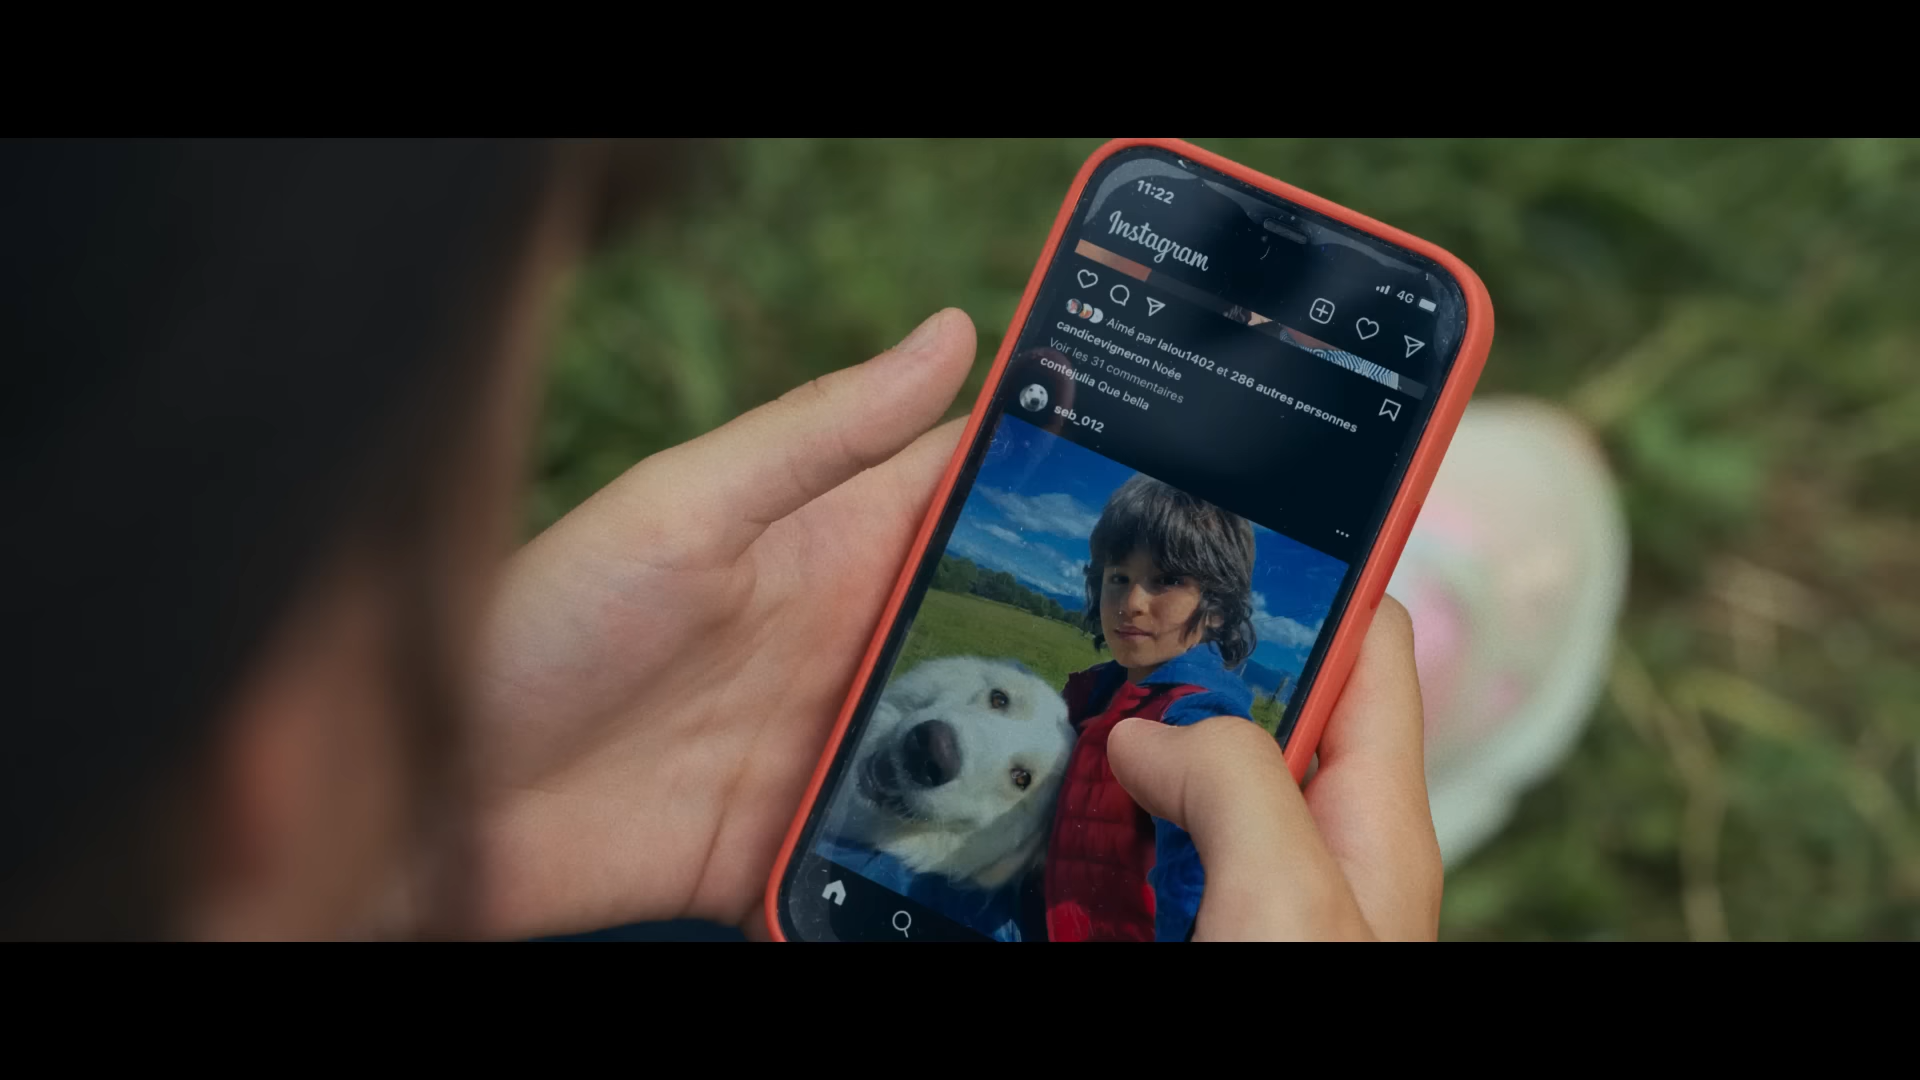 11:22
4G
Instagram
Aimé par lalou1402 et 286 autres personnes
candicevigneron Noée
Voir les 31 commentaires
contejulia Que bella
seb_012